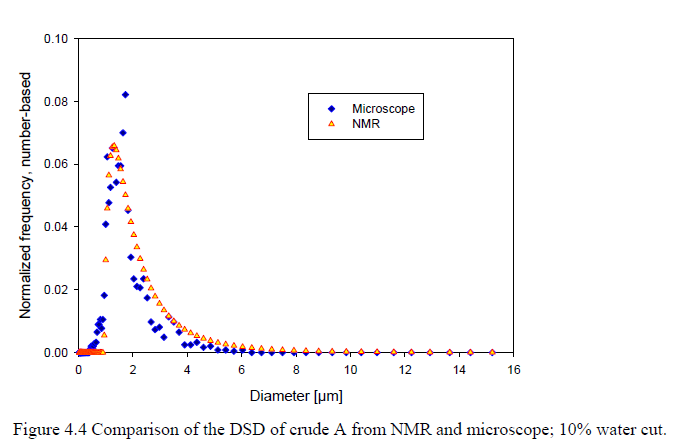 0.10
0.08
0.06
0.04
0.02
0.00
Normalized frequency, number-based
Microscope
NMR
0 2 4 6 8 10 12 14 16
Diameter [µm]
Figure 4.4 Comparison of the DSD of crude A from NMR and microscope; 10% water cut.